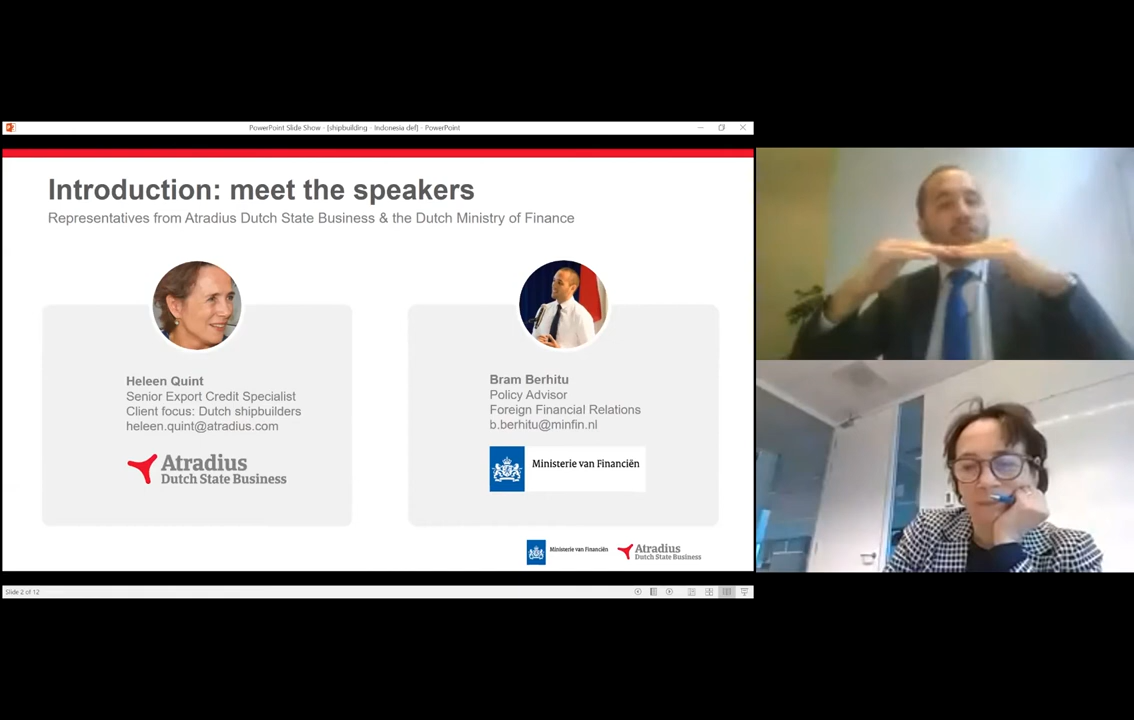 PowerPoint Slide Show - [shipbuilding - Indonesia def] - PowerPoint
Introduction: meet the speakers
Representatives from Atradius Dutch State Business & the Dutch Ministry of Finance
Heleen Quint
Senior Export Credit Specialist
Client focus: Dutch shipbuilders
heleen.quint@atradius.com
Atradius
Dutch State Business
Bram Berhitu
Policy Advisor
Foreign Financial Relations
b.berhitu@minfin.nl
Ministerie van Financiën
Ministerie van Financiën
Atradius
Dutch State Business
Slide 2 of 12